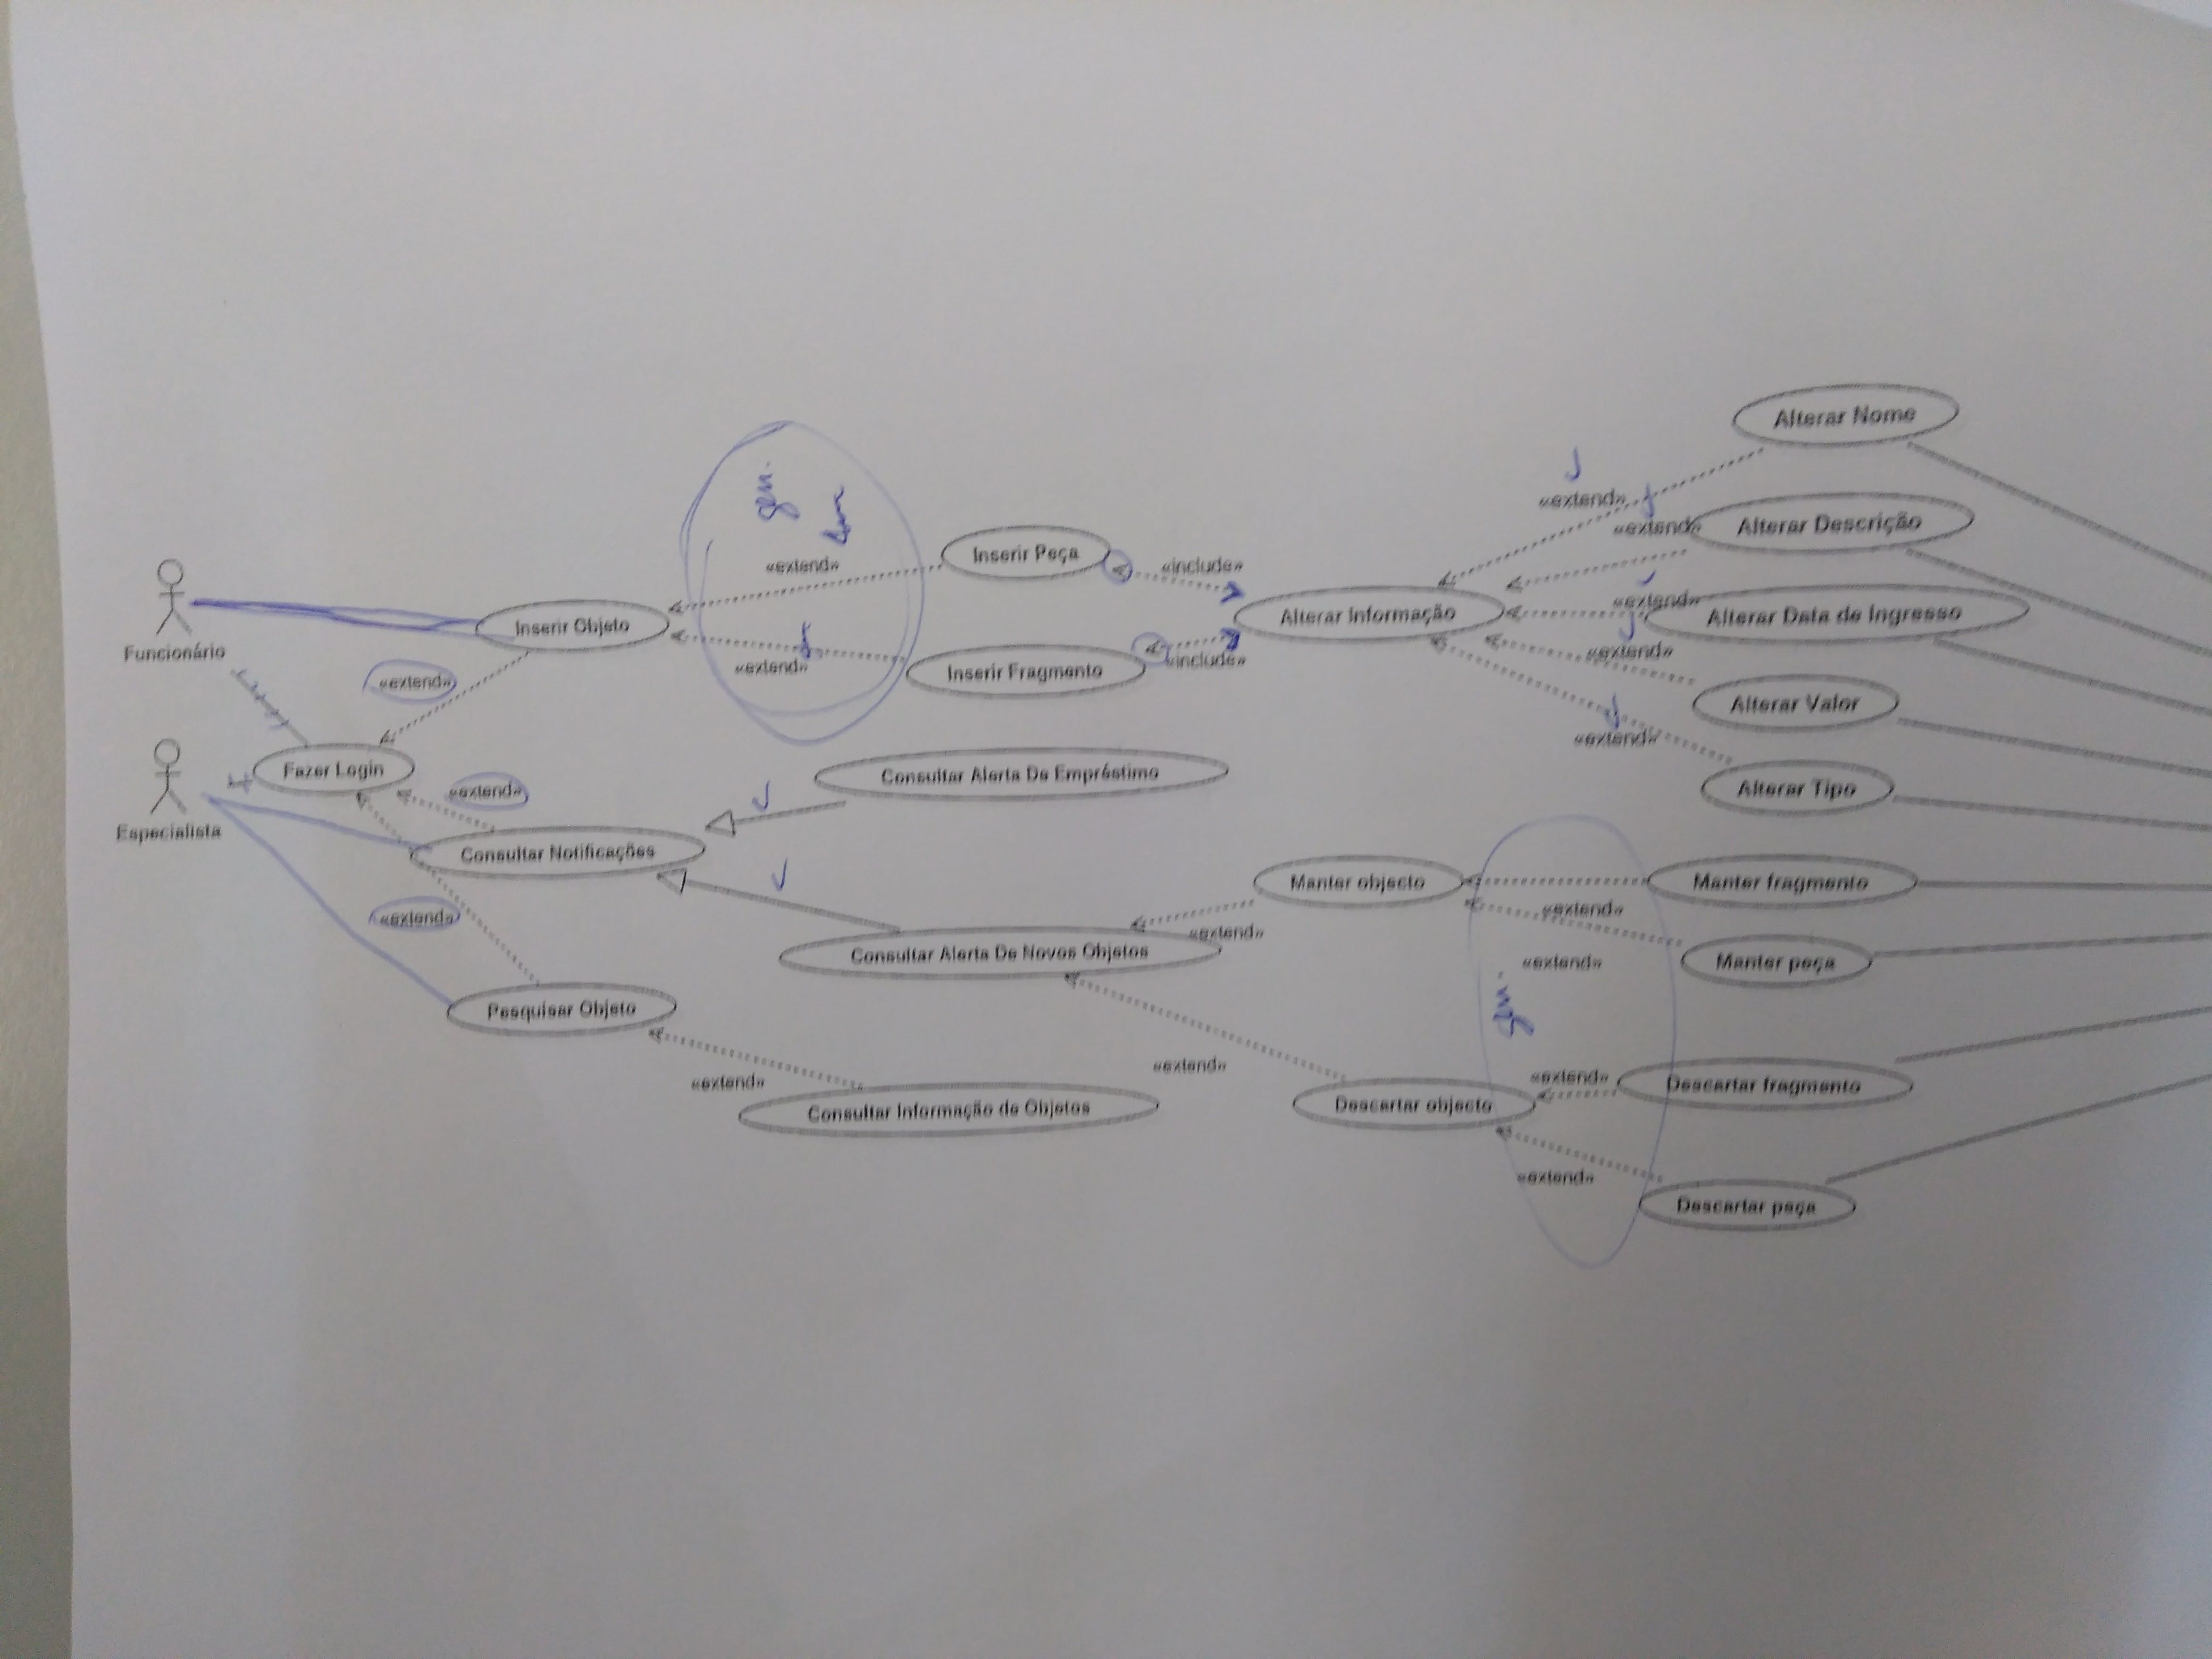 Alterar Nome
«extend»
«extend»
Alterar Descrição
gen.
«extend»
Inserir Peça
«include»
«extend»
Alterar Data de Ingresso
Funcionário
Inserir Objeto
Alterar Informação
«extend»
«extend»
Inserir Fragmento
«include»
«extend»
Alterar Valor
«extend»
Fazer Login
«extend»
Consultar Alerta De Empréstimo
Alterar Tipo
Especialista
Consultar Notificações
Manter objecto
Manter fragmento
«extend»
«extend»
Consultar Alerta De Novos Objetos
«extend»
«extend»
Manter peça
gen.
Pesquisar Objeto
«extend»
«extend»
«extend»
Descartar fragmento
Consultar Informação de Objetos
Descartar objecto
«extend»
Descartar peça